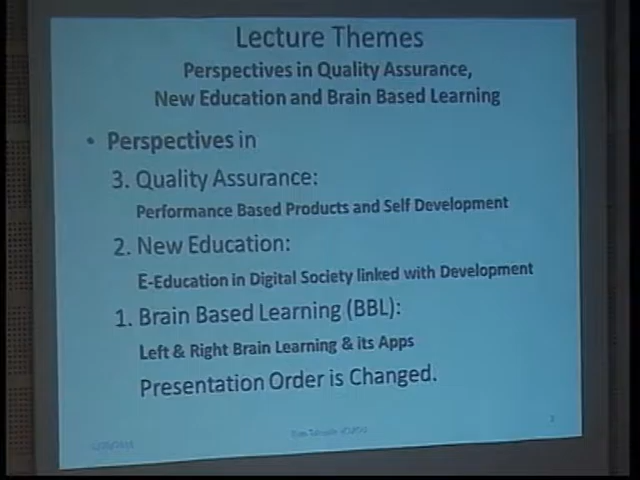 Lecture Themes
Perspectives in Quality Assurance,
New Education and Brain Based Learning
• Perspectives in
3. Quality Assurance:
Performance Based Products and Self Development
2. New Education:
E-Education in Digital Society linked with Development
1. Brain Based Learning (BBL):
Left & Right Brain Learning & its Apps
Presentation Order is Changed.